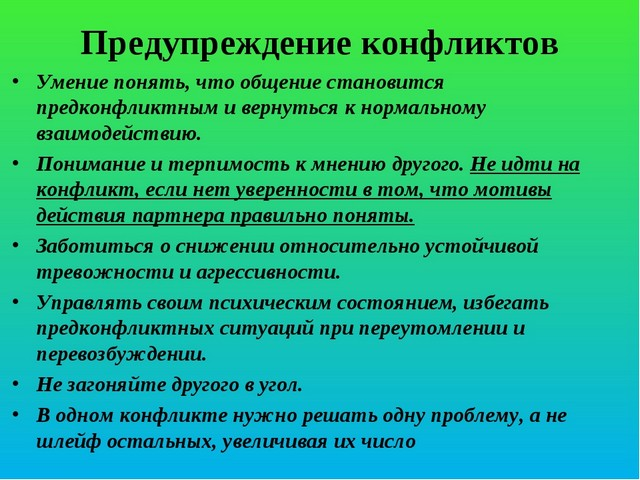 Предупреждение конфликтов
• Умение понять, что общение становится
предконфликтным и вернуться к нормальному
взаимодействию.
• Понимание и терпимость к мнению другого. Не идти на
конфликт, если нет уверенности в том, что мотивы
действия партнера правильно поняты.
• Заботиться о снижении относительно устойчивой
тревожности и агрессивности.
• Управлять своим психическим состоянием, избегать
предконфликтных ситуаций при переутомлении и
перевозбуждении.
• Не загоняйте другого в угол.
• В одном конфликте нужно решать одну проблему, а не
шлейф остальных, увеличивая их число